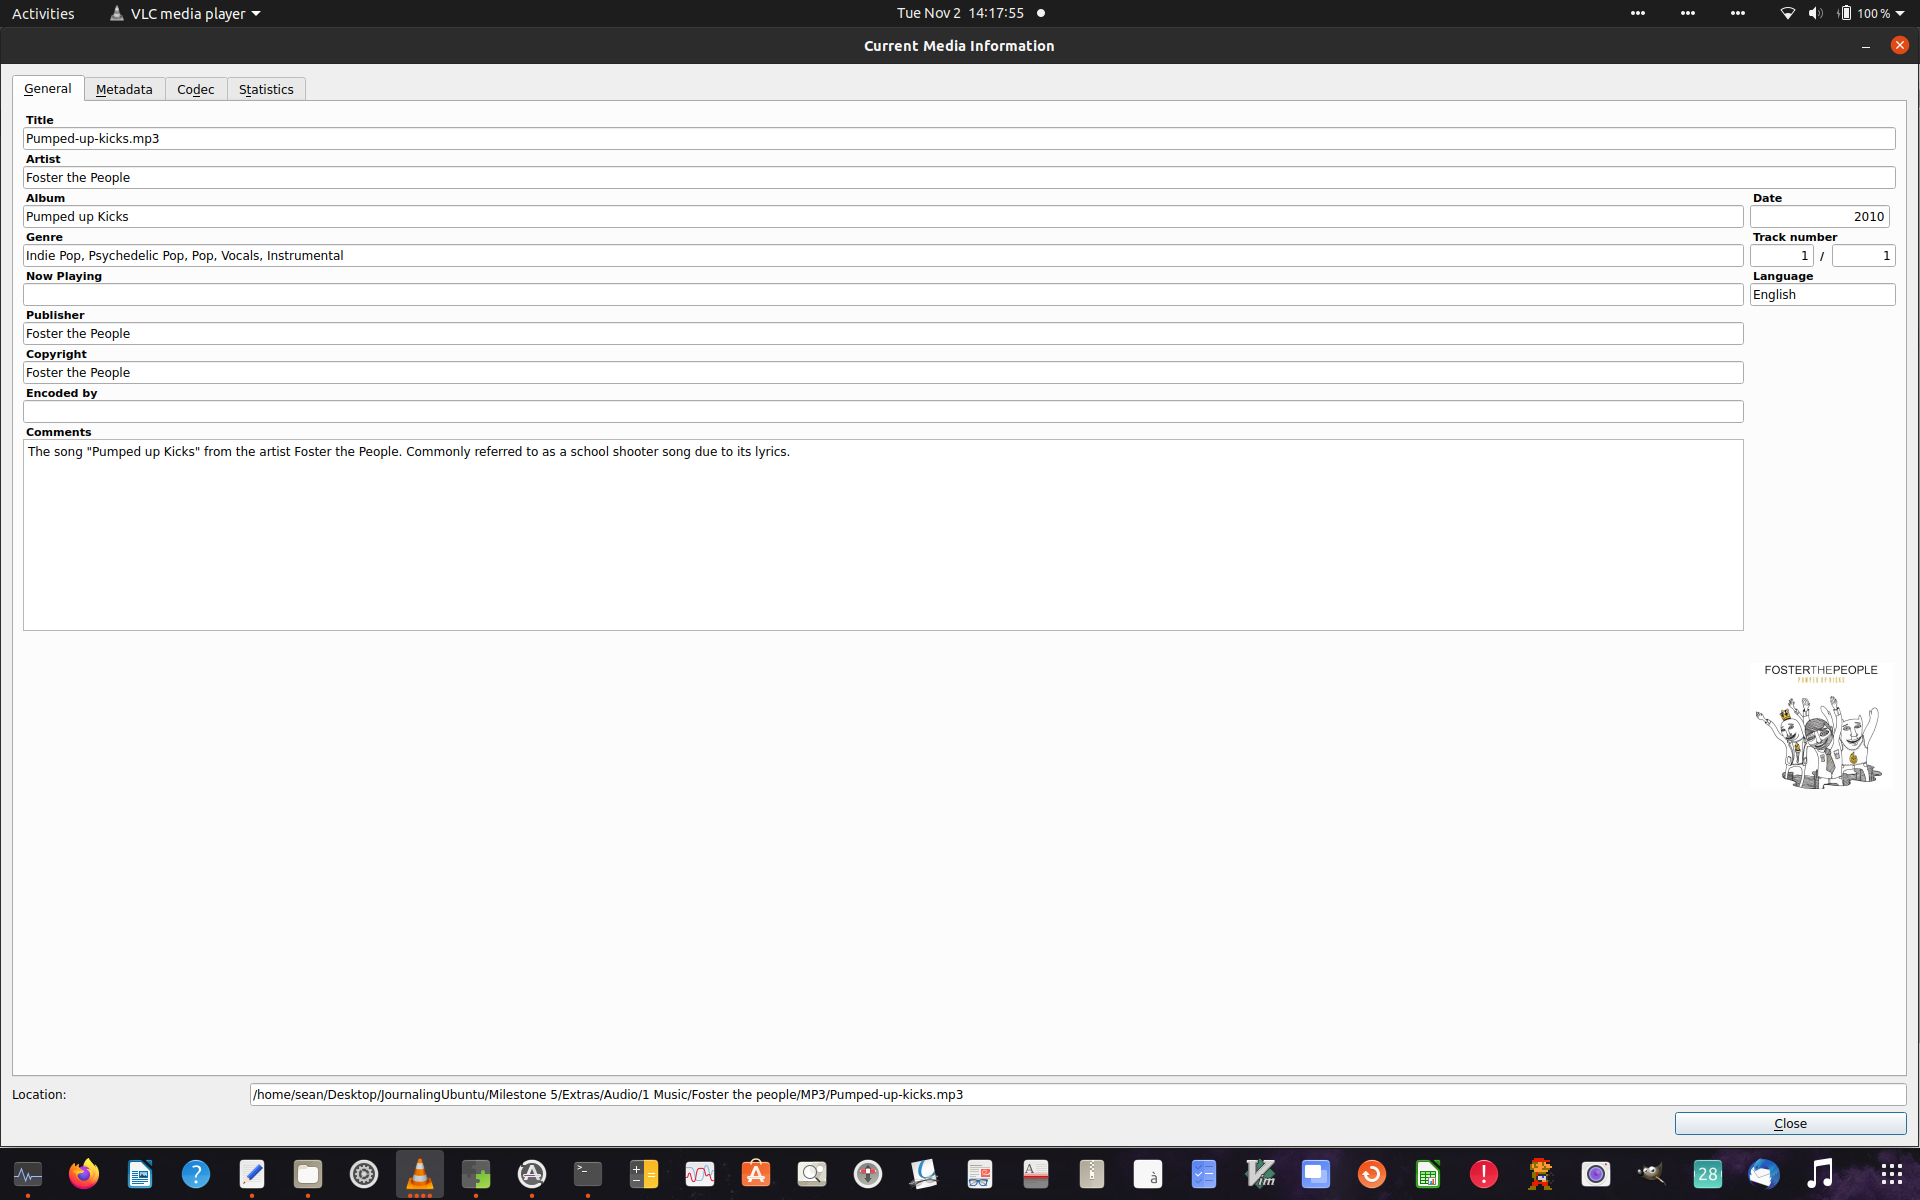 Activities VLC media player Tue Nov 2 14:17:55 100 %
Current Media Information
General Metadata Codec Statistics
Title
Pumped-up-kicks.mp3
Artist
Foster the People
Album Date
Pumped up Kicks 2010
Genre Track number
Indie Pop, Psychedelic Pop, Pop, Vocals, Instrumental 1 / 1
Now Playing Language
English
Publisher
Foster the People
Copyright
Foster the People
Encoded by
Comments
The song "Pumped up Kicks" from the artist Foster the People. Commonly referred to as a school shooter song due to its lyrics.
FOSTERTHEPEOPLE
PUMPED UP KICKS
Location: /home/sean/Desktop/JournalingUbuntu/Milestone 5/Extras/Audio/1 Music/Foster the people/MP3/Pumped-up-kicks.mp3
Close
28